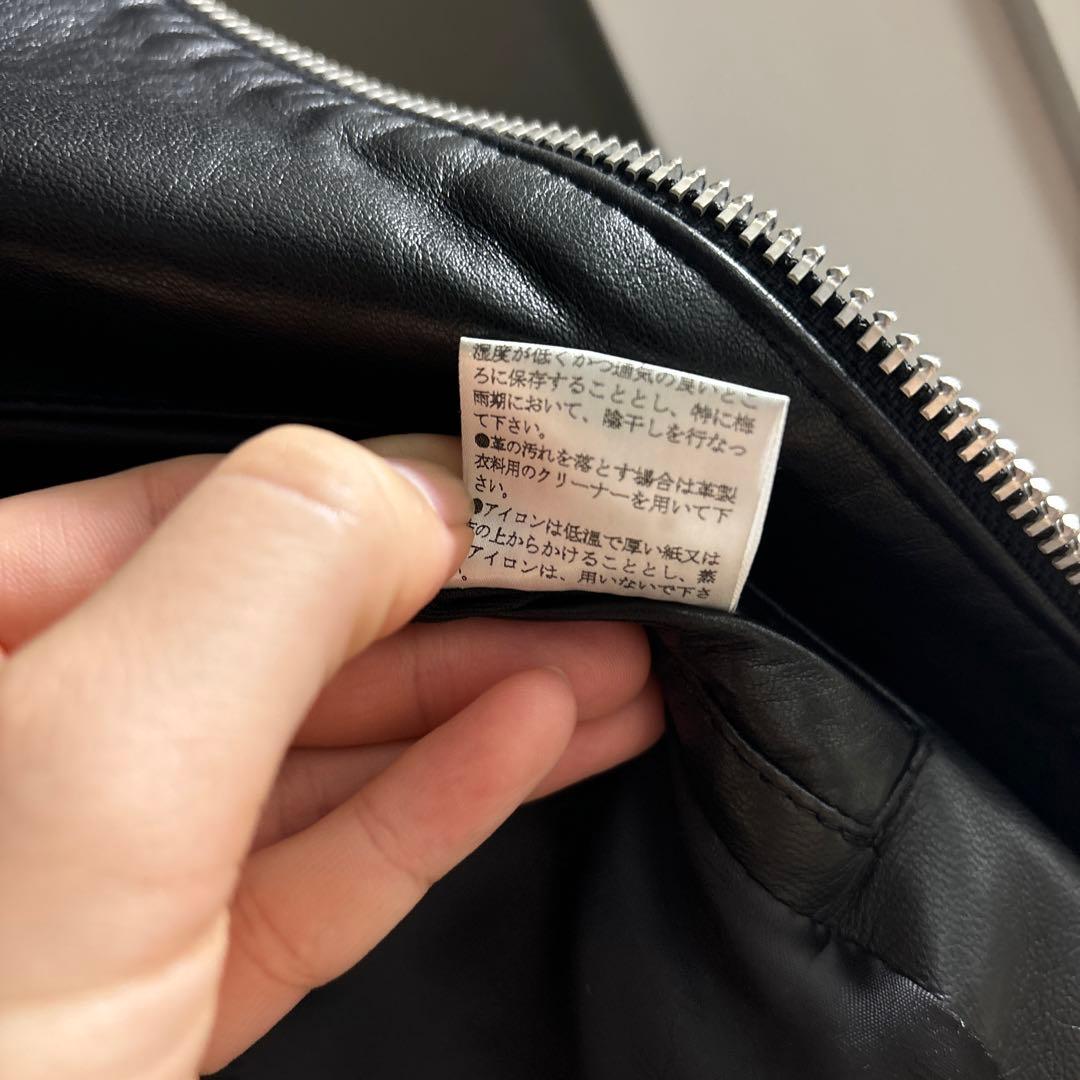 湿度が低くかつ通気の良いとこ
ろに保存することとし、特に梅
雨期において、陰干しを行なっ
て下さい。
●革の汚れを落とす場合は革製
衣料用のクリーナーを用いて下
さい。
●アイロンは低温で厚い紙又は
の上からかけることとし、蒸
アイロンは、用いないで下さ
。